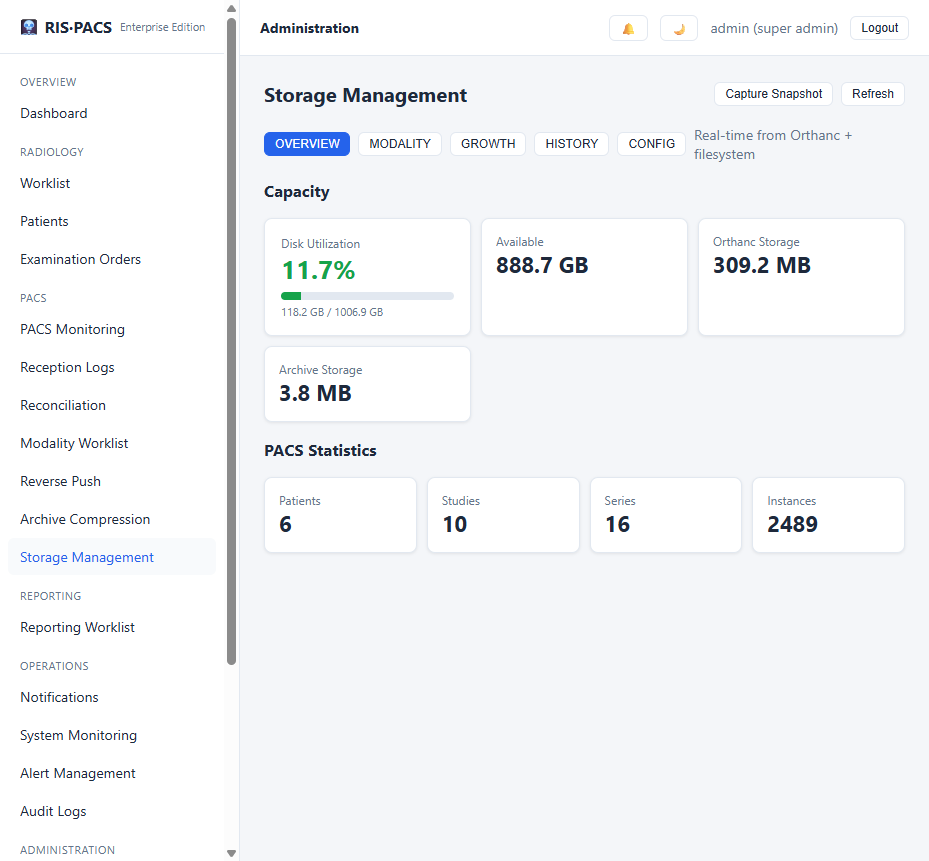 RIS·PACS Enterprise Edition
OVERVIEW
Dashboard
RADIOLOGY
Worklist
Patients
Examination Orders
PACS
PACS Monitoring
Reception Logs
Reconciliation
Modality Worklist
Reverse Push
Archive Compression
Storage Management
REPORTING
Reporting Worklist
OPERATIONS
Notifications
System Monitoring
Alert Management
Audit Logs
ADMINISTRATION
Administration
admin (super admin)
Logout
Storage Management
Capture Snapshot
Refresh
OVERVIEW
MODALITY
GROWTH
HISTORY
CONFIG
Real-time from Orthanc +
filesystem
Capacity
Disk Utilization
11.7%
118.2 GB / 1006.9 GB
Available
888.7 GB
Orthanc Storage
309.2 MB
Archive Storage
3.8 MB
PACS Statistics
Patients
6
Studies
10
Series
16
Instances
2489